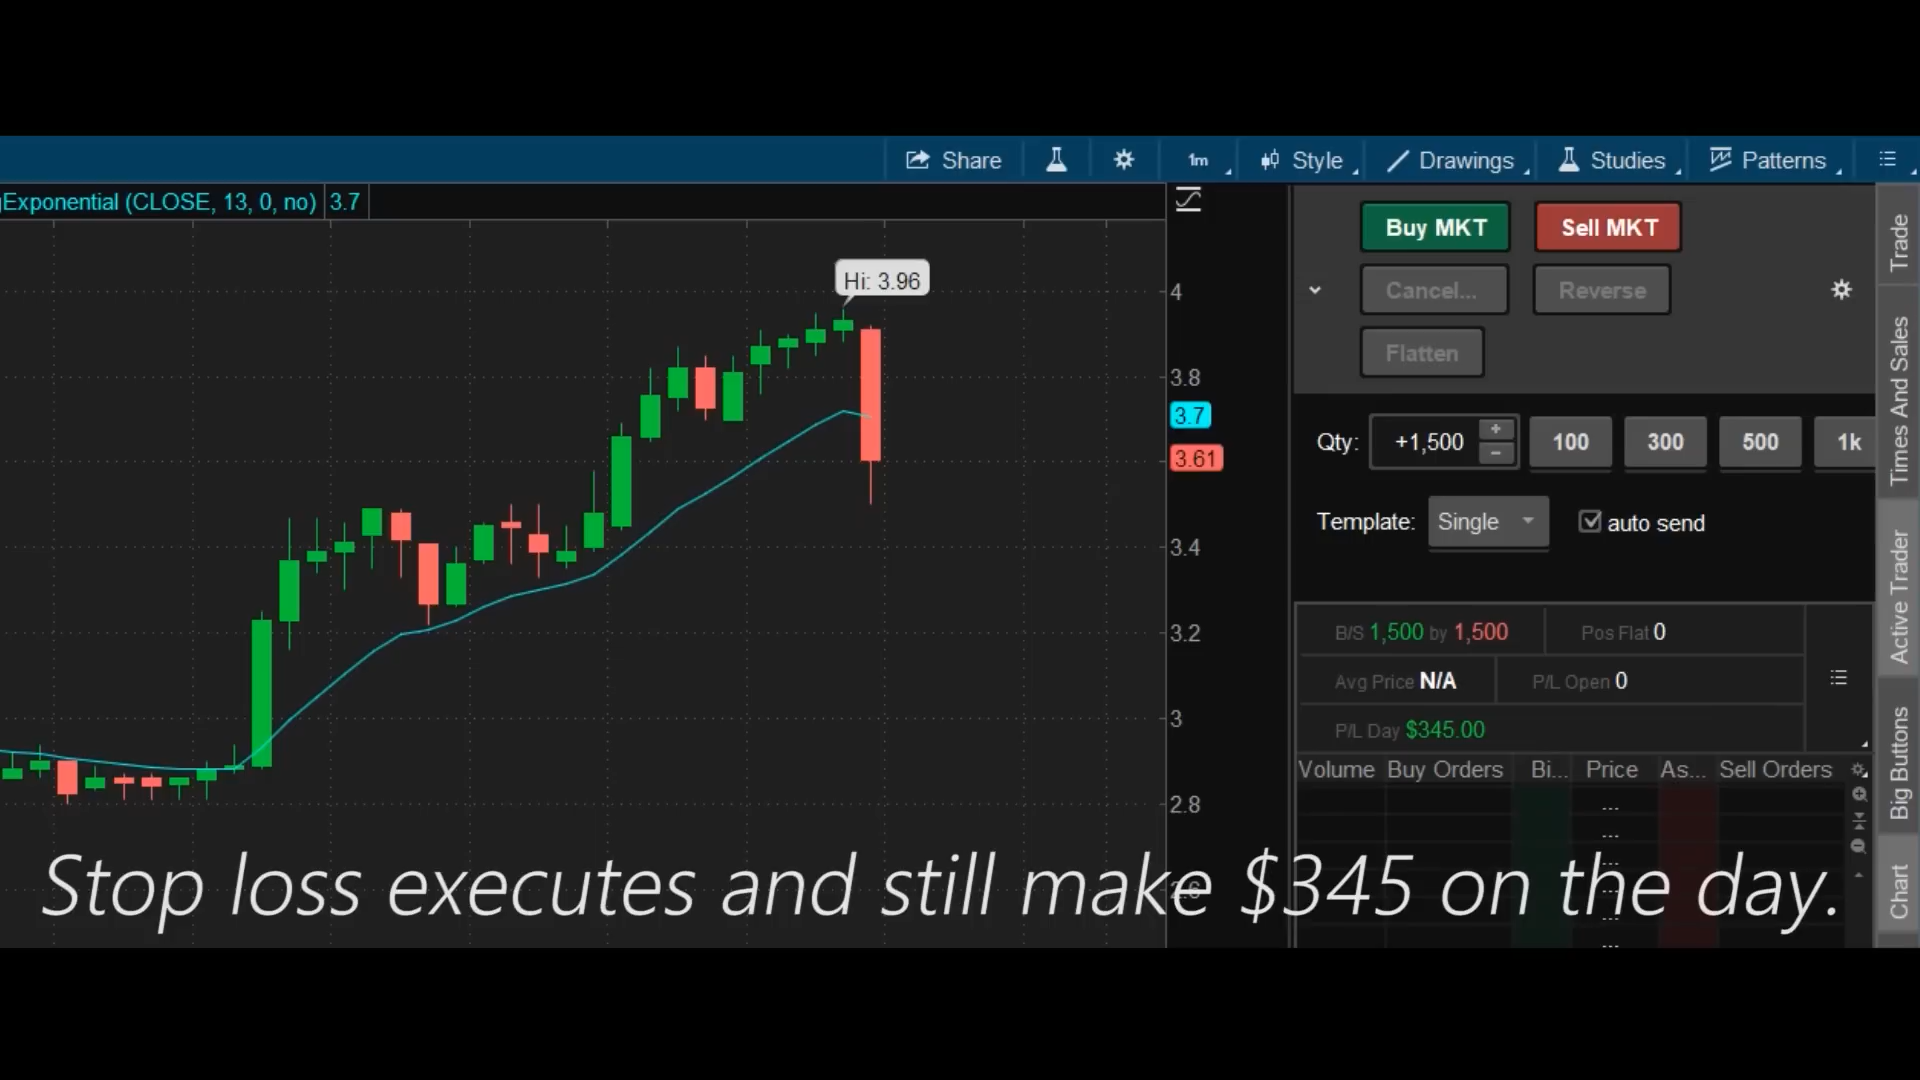 Share 1m Style Drawings Studies Patterns
Exponential (CLOSE, 13, 0, no) 3.7
Hi: 3.96
4
3.8
3.7
3.61
3.4
3.2
3
2.8
2.6
Buy MKT Sell MKT
Cancel... Reverse
Flatten
Qty: +1,500 + - 100 300 500 1k
Template: Single auto send
B/S 1,500 by 1,500 Pos Flat 0
Avg Price N/A P/L Open 0
P/L Day $345.00
Volume Buy Orders Bi... Price As... Sell Orders
---
---
---
---
---
---
Trade
Times And Sales
Active Trader
Big Buttons
Chart
Stop loss executes and still make $345 on the day.